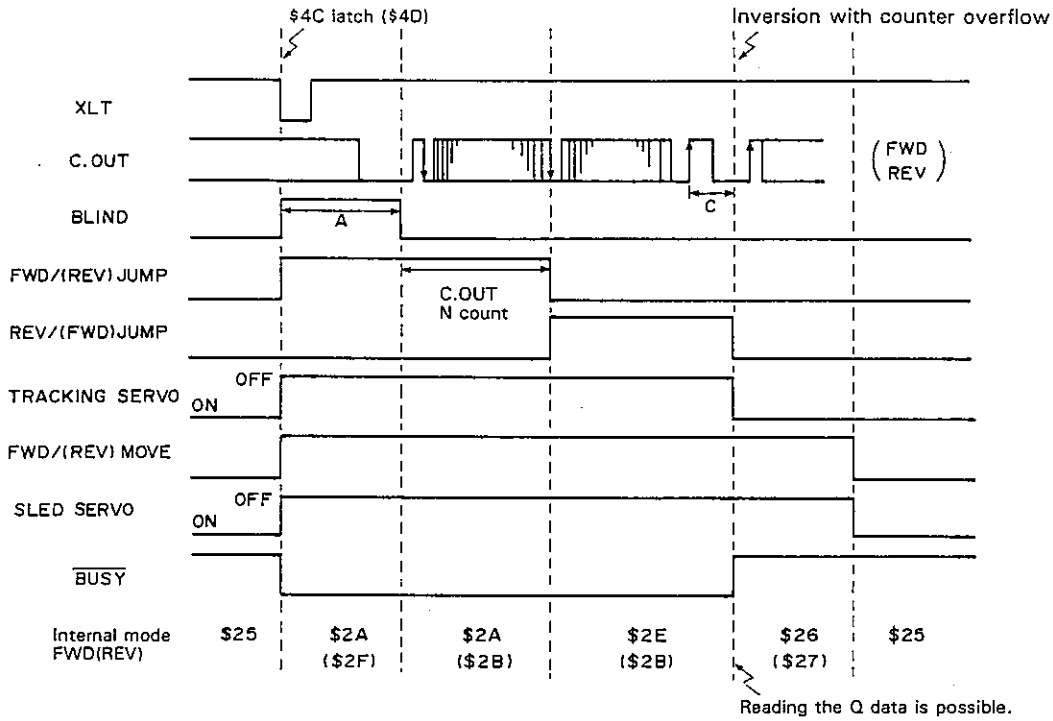 $4C latch ($4D)
Inversion with counter overflow
XLT
C.OUT
( FWD
REV )
BLIND
A
C
FWD/(REV) JUMP
C.OUT
N count
REV/(FWD)JUMP
OFF
TRACKING SERVO
ON
FWD/(REV) MOVE
OFF
SLED SERVO
ON
BUSY
Internal mode
FWD(REV)
$25
$2A
($2F)
$2A
($2B)
$2E
($2B)
$26
($27)
$25
Reading the Q data is possible.